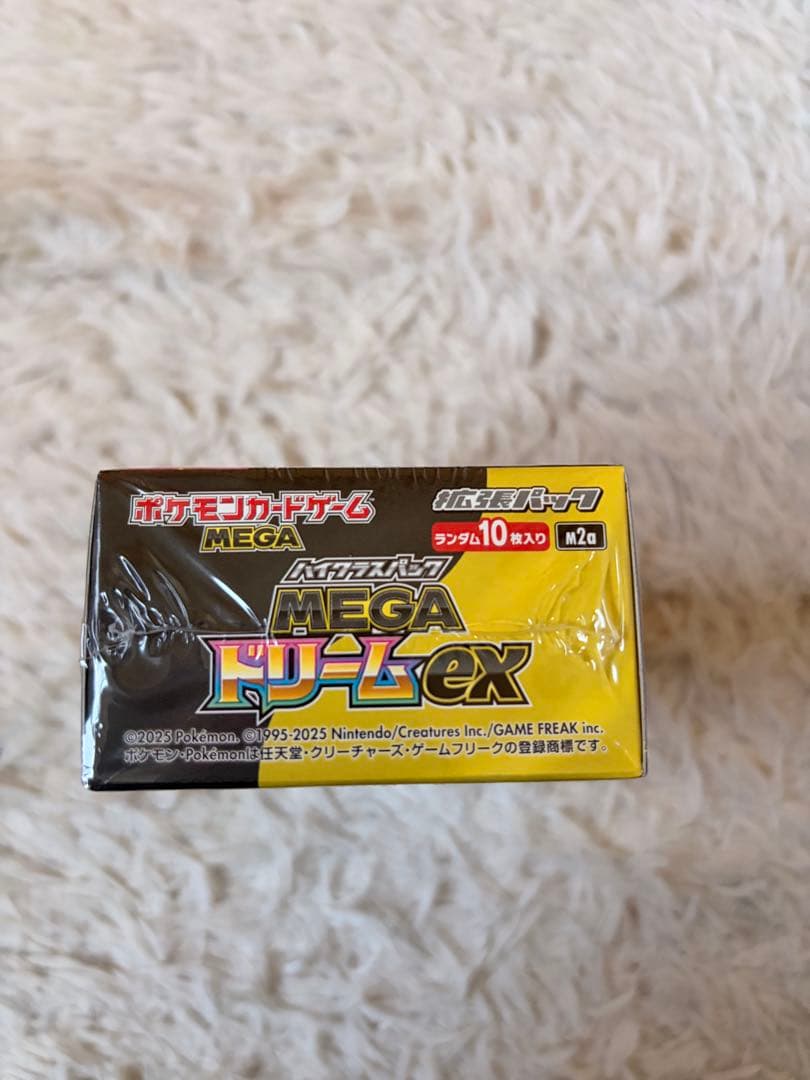 ポケモンカードゲーム
MEGA
拡張パック
ランダム10枚入り M2a
ハイクラスパック
MEGA
ドリームex
©2025 Pokémon. ©1995-2025 Nintendo/Creatures Inc./GAME FREAK inc.
ポケモン・Pokémonは任天堂・クリーチャーズ・ゲームフリークの登録商標です。